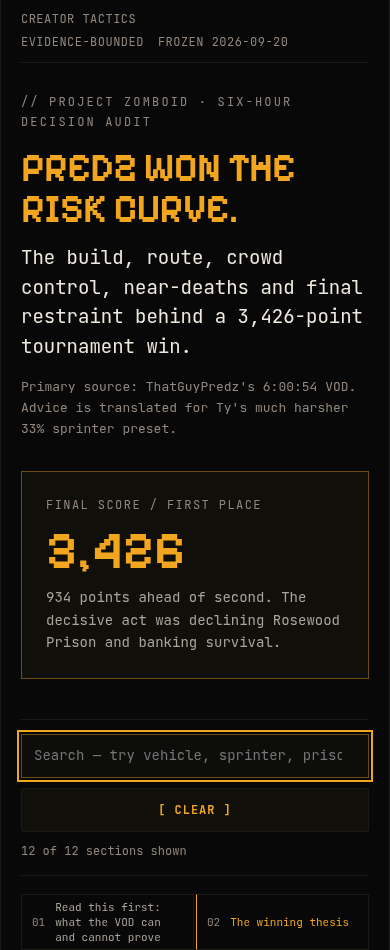 CREATOR TACTICS
EVIDENCE-BOUNDED FROZEN 2026-09-20
// PROJECT ZOMBOID · SIX-HOUR
DECISION AUDIT
PREDZ WON THE
RISK CURVE.
The build, route, crowd
control, near-deaths and final
restraint behind a 3,426-point
tournament win.
Primary source: ThatGuyPredz's 6:00:54 VOD.
Advice is translated for Ty's much harsher
33% sprinter preset.
FINAL SCORE / FIRST PLACE
3,426
934 points ahead of second. The
decisive act was declining Rosewood
Prison and banking survival.
Search — try vehicle, sprinter, prisc
[ CLEAR ]
12 of 12 sections shown
01 Read this first:
what the VOD can
and cannot prove
02 The winning thesis